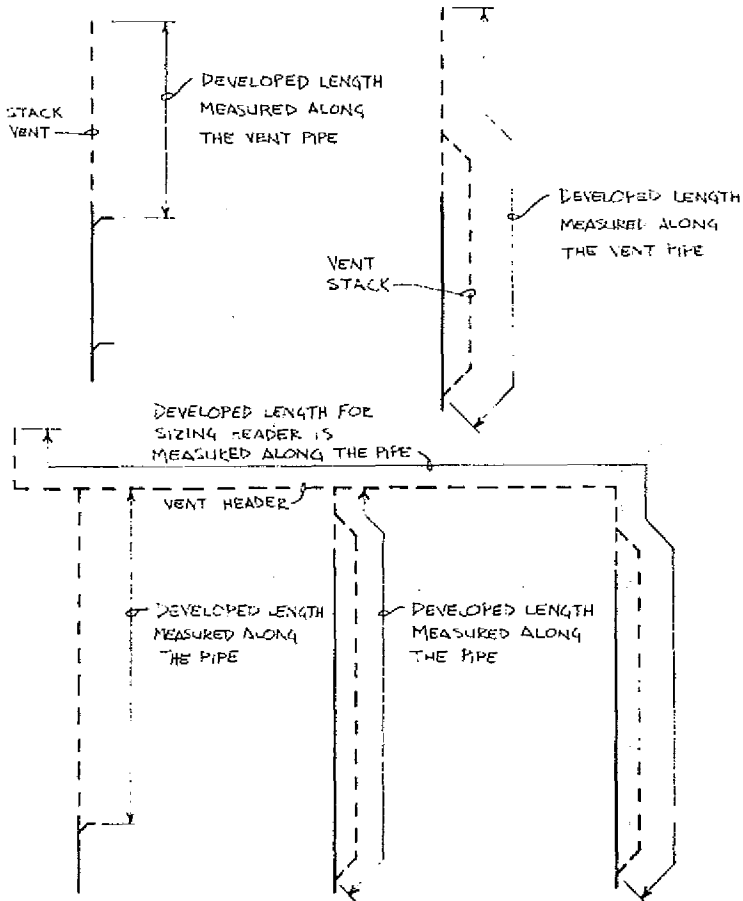 DEVELOPED LENGTH
MEASURED ALONG
THE VENT PIPE
STACK
VENT
DEVELOPED LENGTH
MEASURED ALONG
THE VENT PIPE
VENT
STACK
DEVELOPED LENGTH FOR
SIZING HEADER IS
MEASURED ALONG THE PIPE
VENT HEADER
DEVELOPED LENGTH
MEASURED ALONG
THE PIPE
DEVELOPED LENGTH
MEASURED ALONG
THE PIPE